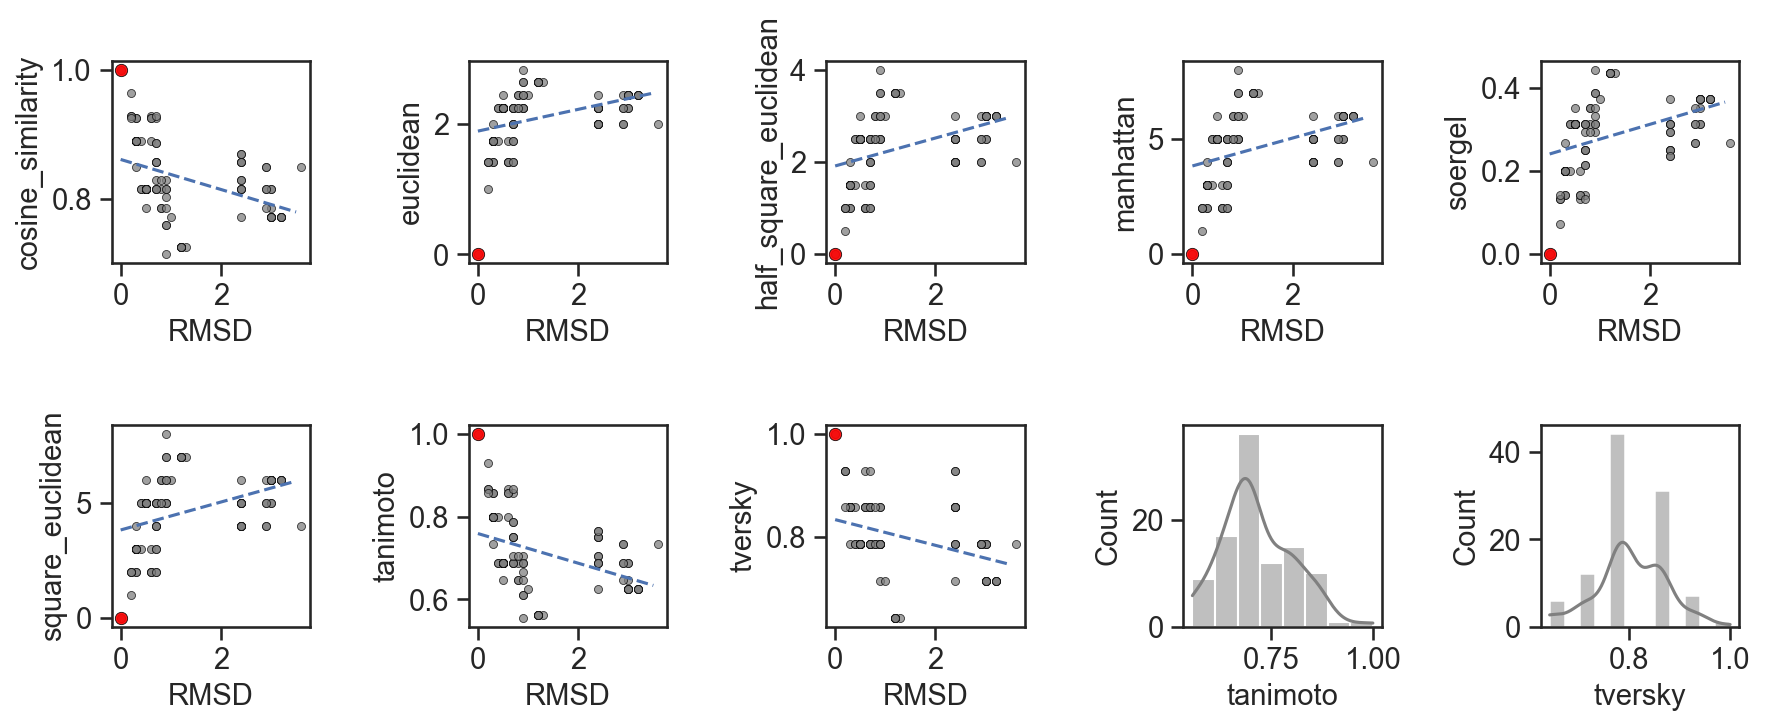 cosine_similarity
1.0
0.8
0
2
RMSD
euclidean
2
0
0
2
RMSD
half_square_euclidean
4
2
0
0
2
RMSD
manhattan
5
0
0
2
RMSD
soergel
0.4
0.2
0.0
0
2
RMSD
square_euclidean
5
0
0
2
RMSD
tanimoto
1.0
0.8
0.6
0
2
RMSD
tversky
1.0
0.8
0
2
RMSD
Count
20
0
0.75
1.00
tanimoto
Count
40
20
0
0.8
1.0
tversky